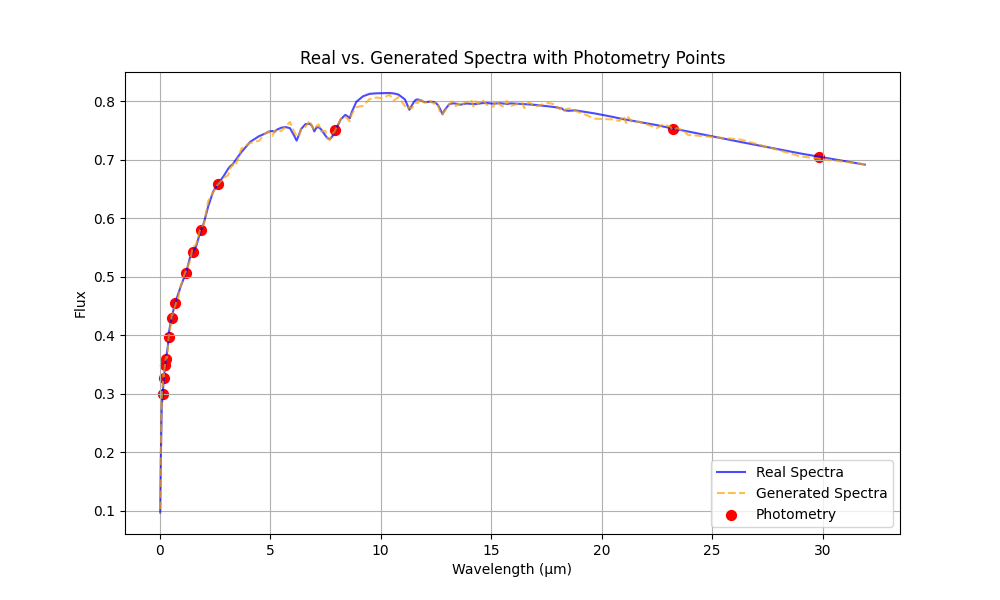 Real vs. Generated Spectra with Photometry Points
Flux
0.8
0.7
0.6
0.5
0.4
0.3
0.2
0.1
0 5 10 15 20 25 30
Wavelength (μm)
Real Spectra
Generated Spectra
Photometry